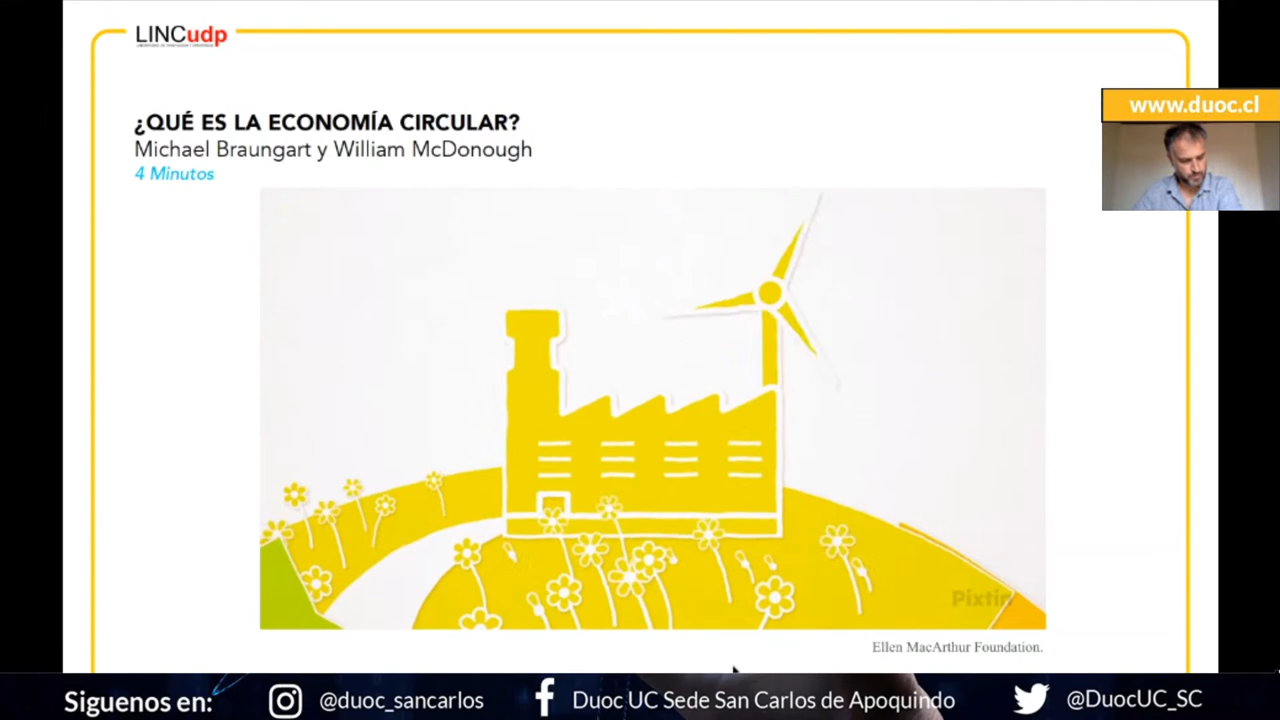 LINCudp
¿QUÉ ES LA ECONOMÍA CIRCULAR?
Michael Braungart y William McDonough
4 Minutos
www.duoc.cl
Ellen MacArthur Foundation.
Siguenos en:
@duoc_sancarlos
Duoc UC Sede San Carlos de Apoquindo
@DuocUC_SC